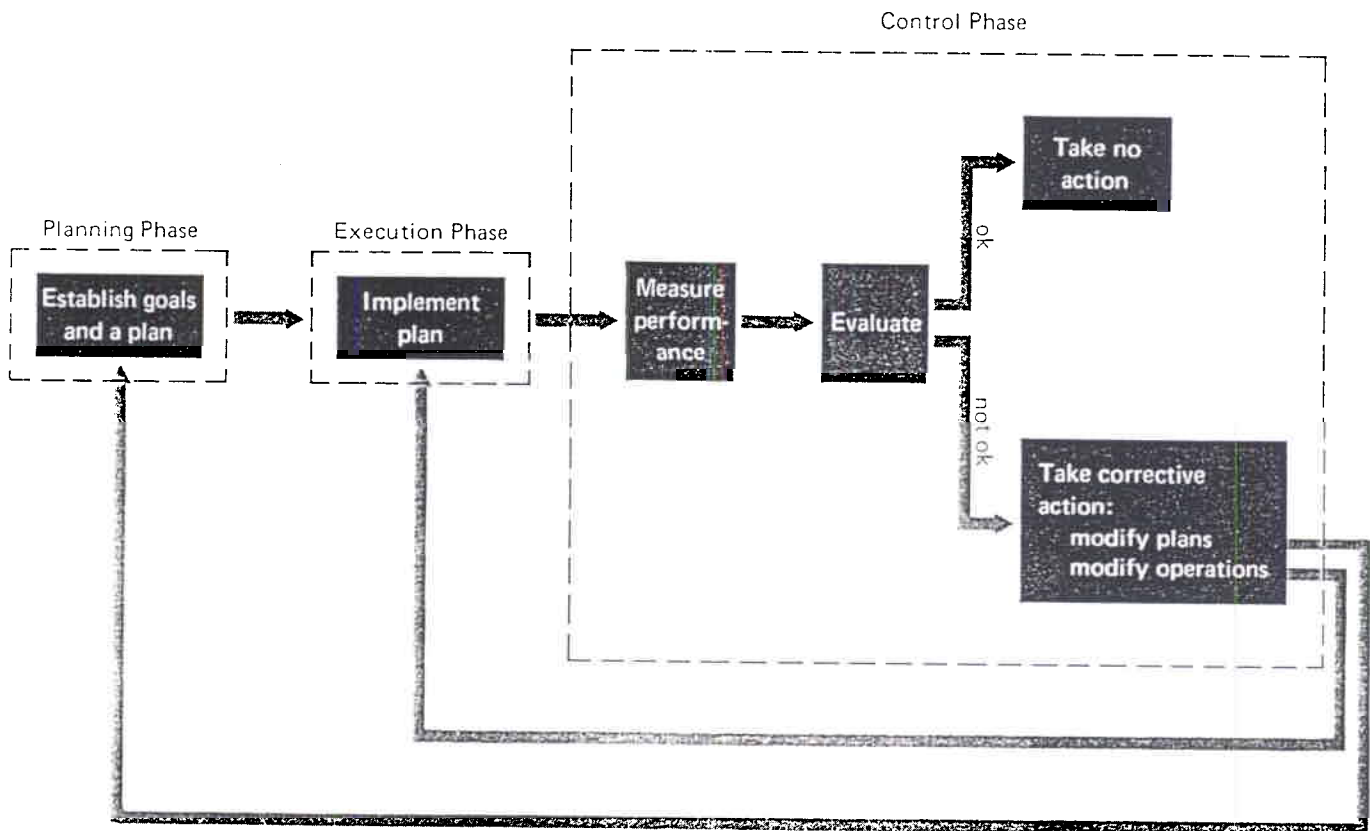 Control Phase
Planning Phase
Execution Phase
Establish goals
and a plan
Implement
plan
Measure
perform-
ance
Evaluate
ok
Take no
action
not ok
Take corrective
action:
modify plans
modify operations